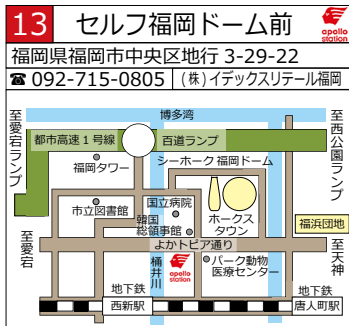 13 セルフ福岡ドーム前 apollo station
福岡県福岡市中央区地行 3-29-22
☎ 092-715-0805 (株)イデックスリテール福岡
博多湾
至愛宕ランプ
都市高速1号線
百道ランプ
至西公園ランプ
福岡タワー
シーホーク 福岡ドーム
市立図書館
国立病院
韓国
総領事館
ホークス
タウン
福浜団地
至愛宕
よかトピア通り
至天神
樋井川
apollo station
パーク動物
医療センター
地下鉄
西新駅
地下鉄
唐人町駅